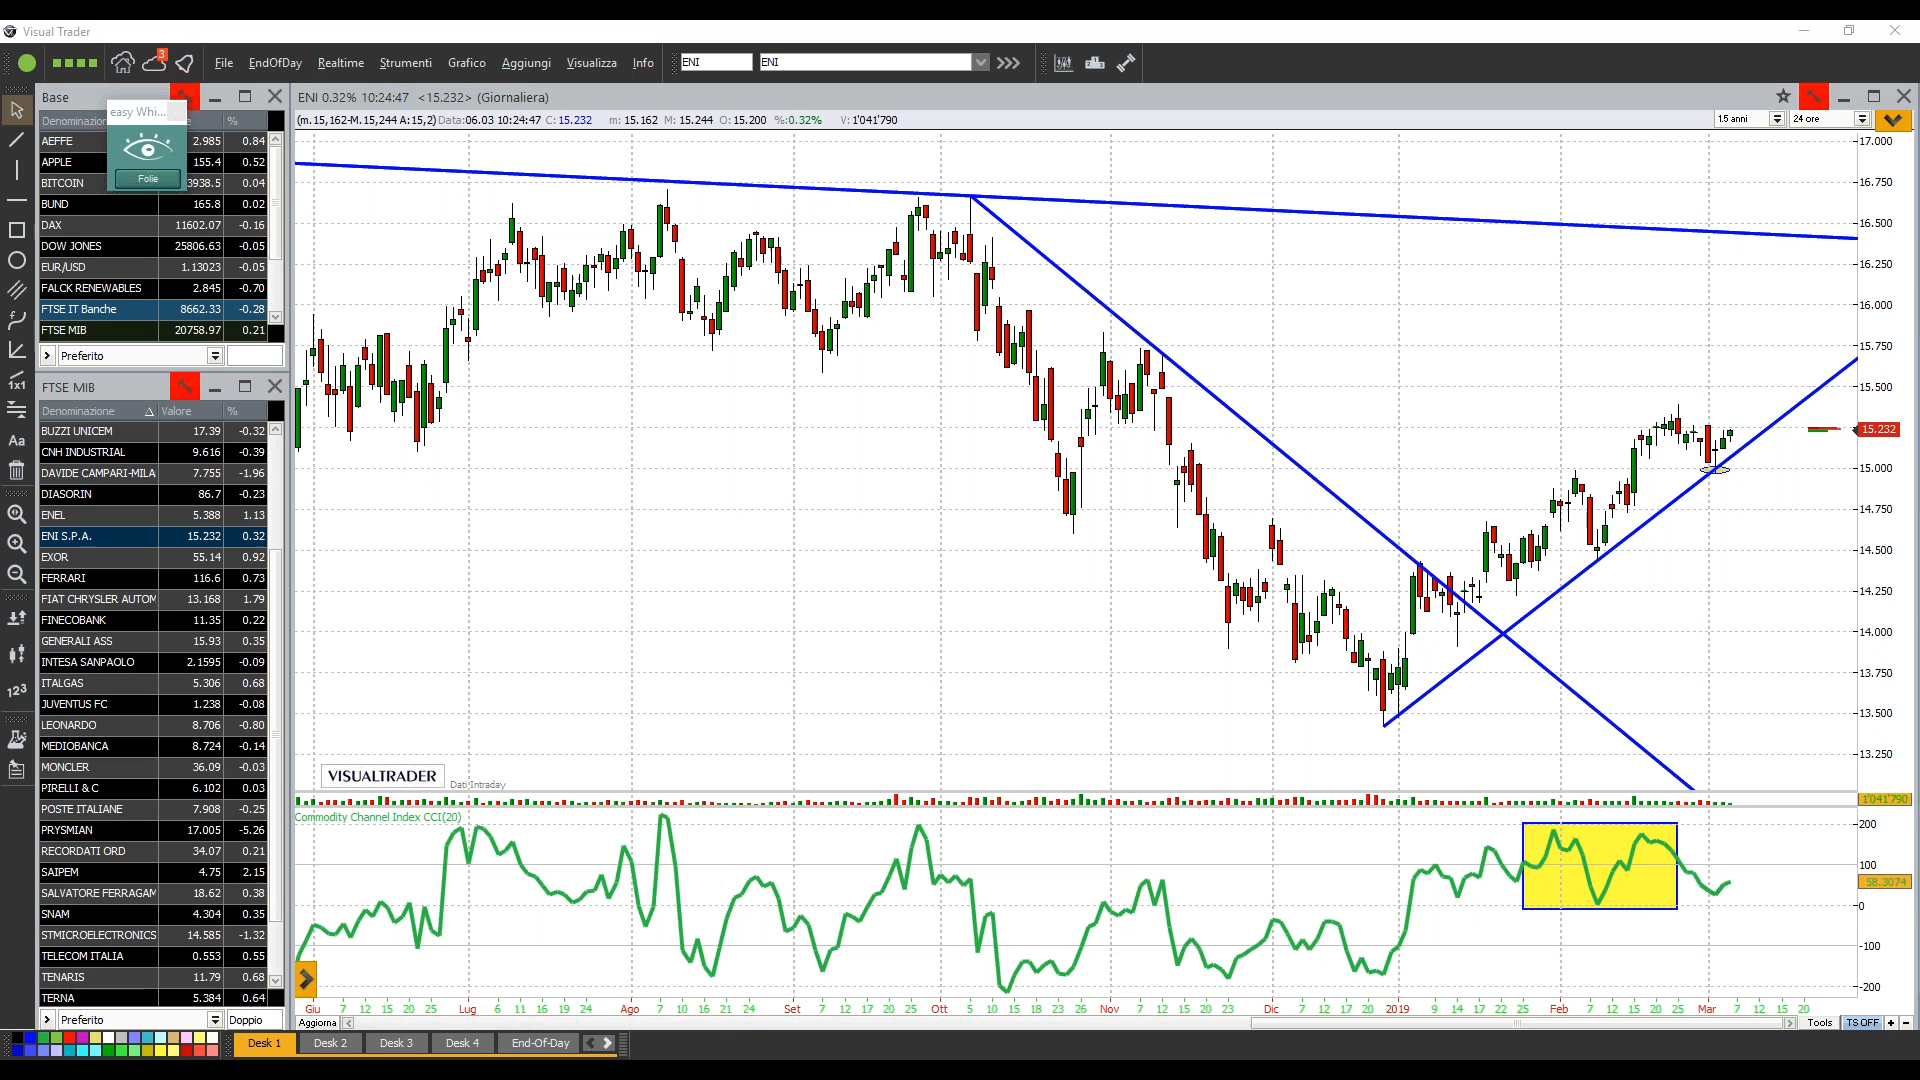 Visual Trader
3
File EndOfDay Realtime Strumenti Grafico Aggiungi Visualizza Info ENI ENI
Base
easy Whi...
Folie
Denominazion %
AEFFE 2.985 0.84
APPLE 155.4 0.52
BITCOIN 3938.5 0.04
BUND 165.8 0.02
DAX 11602.07 -0.16
DOW JONES 25806.63 -0.05
EUR/USD 1.13023 -0.05
FALCK RENEWABLES 2.845 -0.70
FTSE IT Banche 8662.33 -0.28
FTSE MIB 20758.97 0.21
Preferito
FTSE MIB
Denominazione Valore %
BUZZI UNICEM 17.39 -0.32
CNH INDUSTRIAL 9.616 -0.39
DAVIDE CAMPARI-MILA 7.755 -1.96
DIASORIN 86.7 -0.23
ENEL 5.388 1.13
ENI S.P.A. 15.232 0.32
EXOR 55.14 0.92
FERRARI 116.6 0.73
FIAT CHRYSLER AUTOM 13.168 1.79
FINECOBANK 11.35 0.22
GENERALI ASS 15.93 0.35
INTESA SANPAOLO 2.1595 -0.09
ITALGAS 5.306 0.68
JUVENTUS FC 1.238 -0.08
LEONARDO 8.706 -0.80
MEDIOBANCA 8.724 -0.14
MONCLER 36.09 -0.03
PIRELLI & C 6.102 0.03
POSTE ITALIANE 7.908 -0.25
PRYSMIAN 17.005 -5.26
RECORDATI ORD 34.07 0.21
SAIPEM 4.75 2.15
SALVATORE FERRAGAM 18.62 0.38
SNAM 4.304 0.35
STMICROELECTRONICS 14.585 -1.32
TELECOM ITALIA 0.553 0.55
TENARIS 11.79 0.68
TERNA 5.384 0.64
Preferito Doppio
1x1
Aa
123
ENI 0.32% 10:24:47 <15.232> (Giornaliera)
(m.15,162-M.15,244 A:15,2) Data:06.03 10:24:47 C: 15.232 m: 15.162 M: 15.244 O: 15.200 %:0.32% V: 1'041'790
1.5 anni 24 ore
17.000
16.750
16.500
16.250
16.000
15.750
15.500
15.232
15.000
14.750
14.500
14.250
14.000
13.750
13.500
13.250
VISUALTRADER
Dati Intraday
1'041'790
Commodity Channel Index CCI(20)
200
100
58.3074
0
-100
-200
Giu 7 12 15 20 25 Lug 6 11 16 19 24 Ago 7 10 16 21 24 Set 7 12 17 20 25 Ott 5 10 15 18 23 26 Nov 7 12 15 20 23 Dic 7 12 17 20 2019 9 14 17 22 25 Feb 7 12 15 20 25 Mar 7 12 15 20
Aggiorna Tools TS OFF + -
Desk 1 Desk 2 Desk 3 Desk 4 End-Of-Day